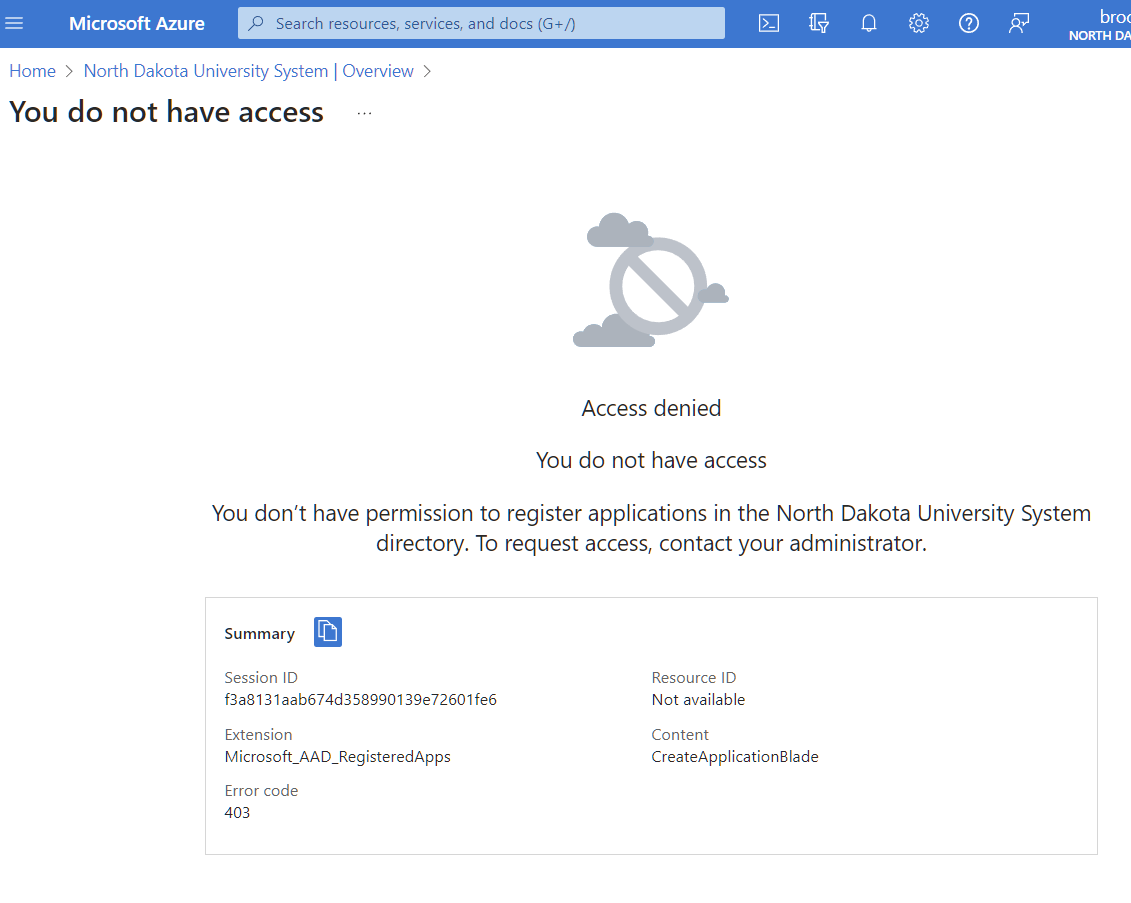 Microsoft Azure
Search resources, services, and docs (G+/)
NORTH DA
Home > North Dakota University System | Overview >
You do not have access ...
Access denied
You do not have access
You don’t have permission to register applications in the North Dakota University System
directory. To request access, contact your administrator.
Summary
Session ID
f3a8131aab674d358990139e72601fe6
Resource ID
Not available
Extension
Microsoft_AAD_RegisteredApps
Content
CreateApplicationBlade
Error code
403